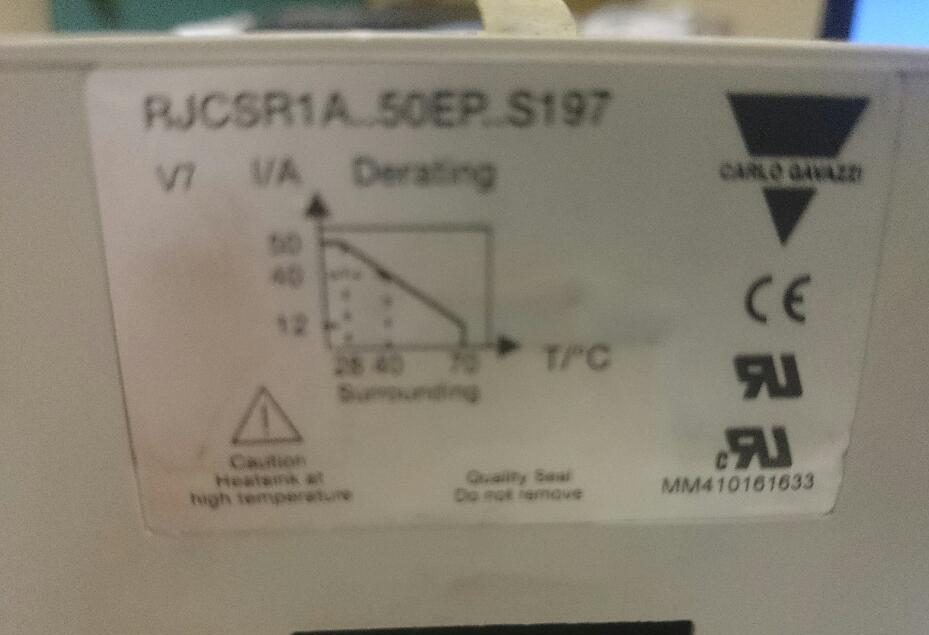 RJCSR1A..50EP..S197
V7 I/A Derating
CARLO GAVAZZI
50
40
12
28 40 70
T/°C
Surrounding
CE
Caution
Heatsink at
high temperature
Quality Seal
Do not remove
MM410161633